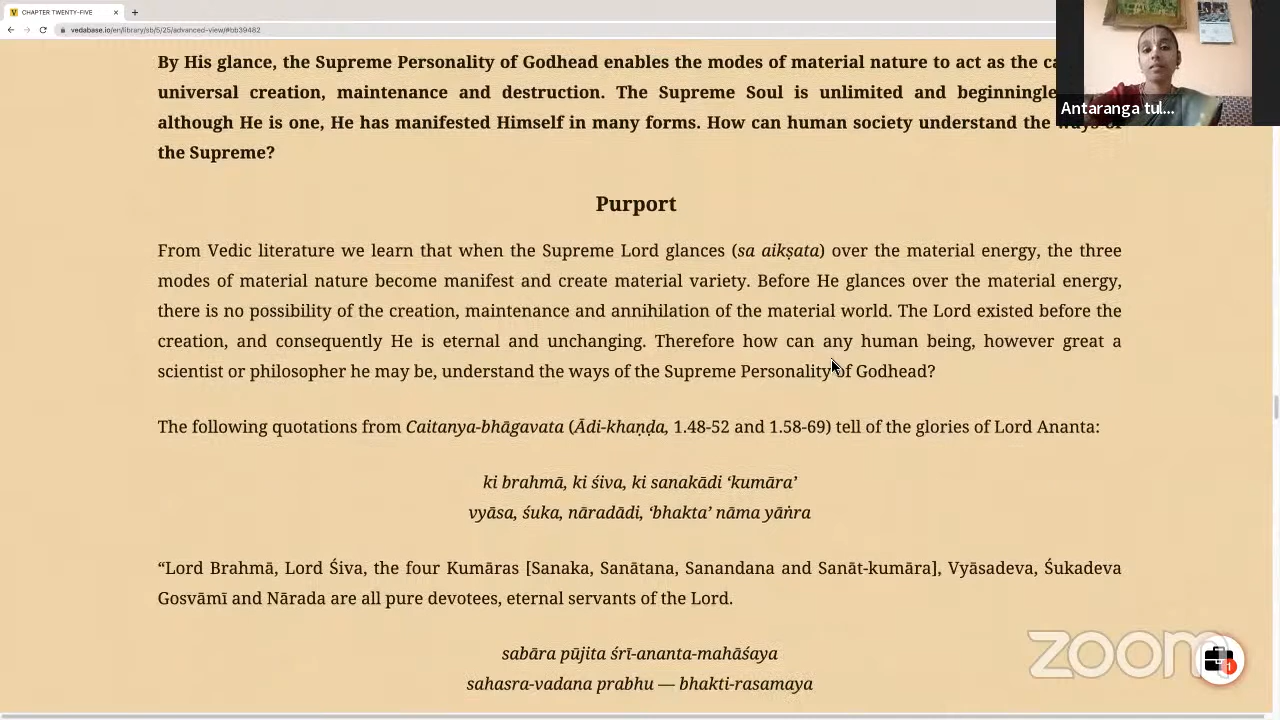 CHAPTER TWENTY-FIVE
vedabase.io/en/library/sb/5/25/advanced-view/#bb39482
Antaranga tul...
By His glance, the Supreme Personality of Godhead enables the modes of material nature to act as the
universal creation, maintenance and destruction. The Supreme Soul is unlimited and
although He is one, He has manifested Himself in many forms. How can human society understand the ways of
the Supreme?
Purport
From Vedic literature we learn that when the Supreme Lord glances (sa aikṣata) over the material energy, the three
modes of material nature become manifest and create material variety. Before He glances over the material energy,
there is no possibility of the creation, maintenance and annihilation of the material world. The Lord existed before the
creation, and consequently He is eternal and unchanging. Therefore how can any human being, however great a
scientist or philosopher he may be, understand the ways of the Supreme Personality of Godhead?
The following quotations from Caitanya-bhāgavata (Ādi-khaṇḍa, 1.48-52 and 1.58-69) tell of the glories of Lord Ananta:
ki brahmā, ki śiva, ki sanakādi ‘kumāra’
vyāsa, śuka, nāradādi, ‘bhakta’ nāma yāṅra
“Lord Brahmā, Lord Śiva, the four Kumāras [Sanaka, Sanātana, Sanandana and Sanāt-kumāra], Vyāsadeva, Śukadeva
Gosvāmī and Nārada are all pure devotees, eternal servants of the Lord.
sabāra pūjita śrī-ananta-mahāśaya
sahasra-vadana prabhu — bhakti-rasamaya
zoom